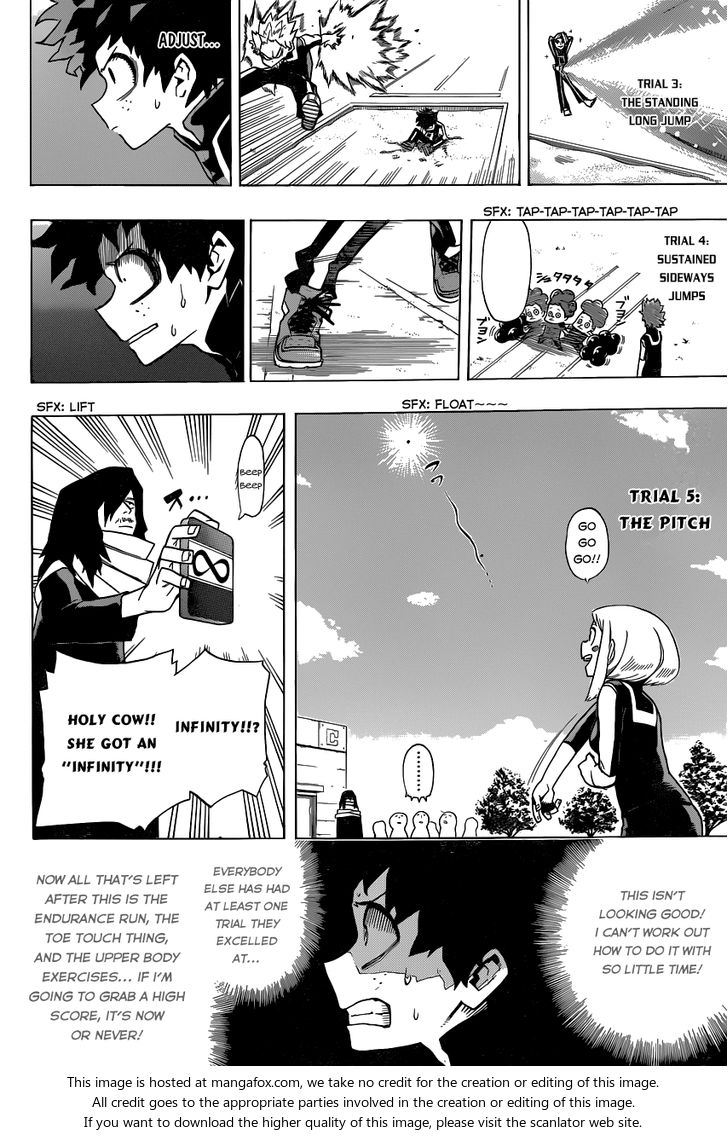 TRIAL 3:
THE STANDING
LONG JUMP
ADJUST...
SFX: TAP-TAP-TAP-TAP-TAP-TAP
TRIAL 4:
SUSTAINED
SIDEWAYS
JUMPS
SFX: FLOAT~~~
TRIAL 5:
THE PITCH
GO
GO
GO!!
C
SFX: LIFT
BEEP
BEEP
∞
INFINITY!!?
HOLY COW!!
SHE GOT AN
"INFINITY"!!!
THIS ISN'T
LOOKING GOOD!
I CAN'T WORK OUT
HOW TO DO IT WITH
SO LITTLE TIME!
EVERYBODY
ELSE HAS HAD
AT LEAST ONE
TRIAL THEY
EXCELLED
AT...
NOW ALL THAT'S LEFT
AFTER THIS IS THE
ENDURANCE RUN, THE
TOE TOUCH THING,
AND THE UPPER BODY
EXERCISES... IF I'M
GOING TO GRAB A HIGH
SCORE, IT'S NOW
OR NEVER!
This image is hosted at mangafox.com, we take no credit for the creation or editing of this image.
All credit goes to the appropriate parties involved in the creation or editing of this image.
If you want to download the higher quality of this image, please visit the scanlator web site.